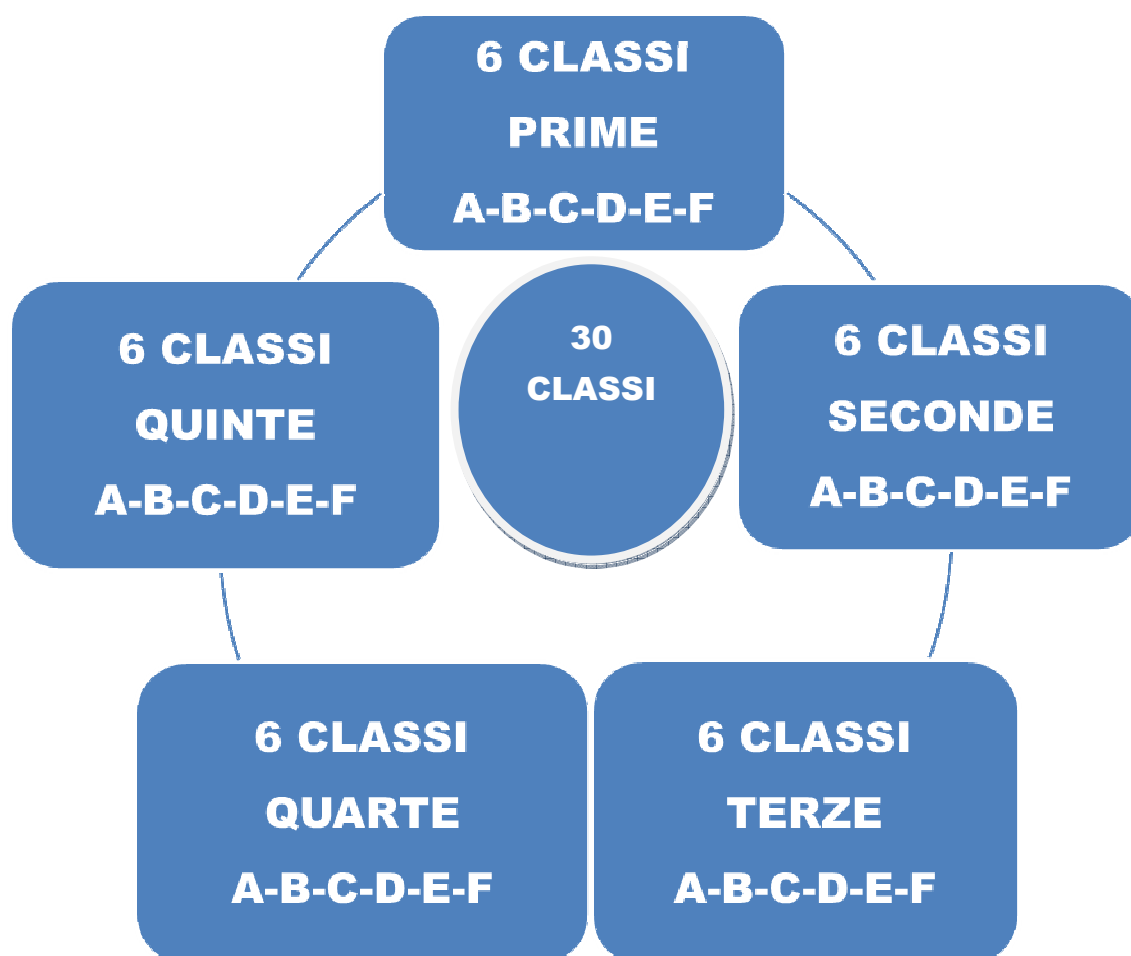 6 CLASSI
PRIME
A-B-C-D-E-F
6 CLASSI
QUINTE
A-B-C-D-E-F
30
CLASSI
6 CLASSI
SECONDE
A-B-C-D-E-F
6 CLASSI
QUARTE
A-B-C-D-E-F
6 CLASSI
TERZE
A-B-C-D-E-F